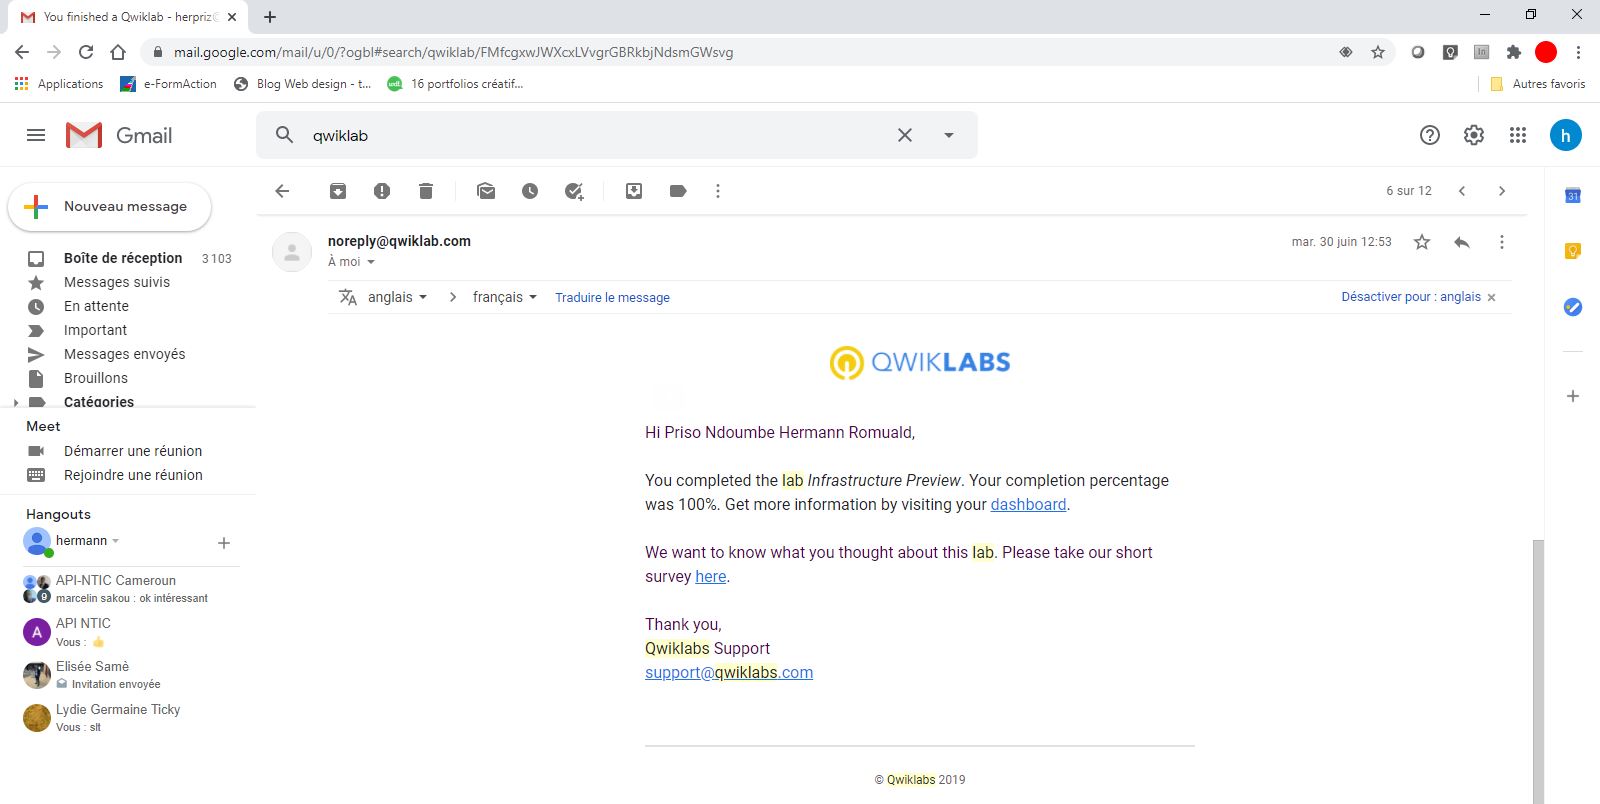 You finished a Qwiklab - herpriz@
mail.google.com/mail/u/0/?ogbl#search/qwiklab/FMfcgxwJWXcxLVvgrGBRkbjNdsmGWsvg
Applications
e-FormAction
Blog Web design - t...
16 portfolios créatif...
Autres favoris
Gmail
qwiklab
h
Nouveau message
6 sur 12
Boîte de réception 3 103
Messages suivis
En attente
Important
Messages envoyés
Brouillons
Catégories
Meet
Démarrer une réunion
Rejoindre une réunion
Hangouts
hermann
9
API-NTIC Cameroun
marcelin sakou : ok intéressant
A
API NTIC
Vous : 👍
Elisée Samè
Invitation envoyée
Lydie Germaine Ticky
Vous : slt
noreply@qwiklab.com
mar. 30 juin 12:53
À moi
anglais > français Traduire le message
Désactiver pour : anglais
QWIKLABS
Hi Priso Ndoumbe Hermann Romuald,
You completed the lab Infrastructure Preview. Your completion percentage
was 100%. Get more information by visiting your dashboard.
We want to know what you thought about this lab. Please take our short
survey here.
Thank you,
Qwiklabs Support
support@qwiklabs.com
© Qwiklabs 2019
31